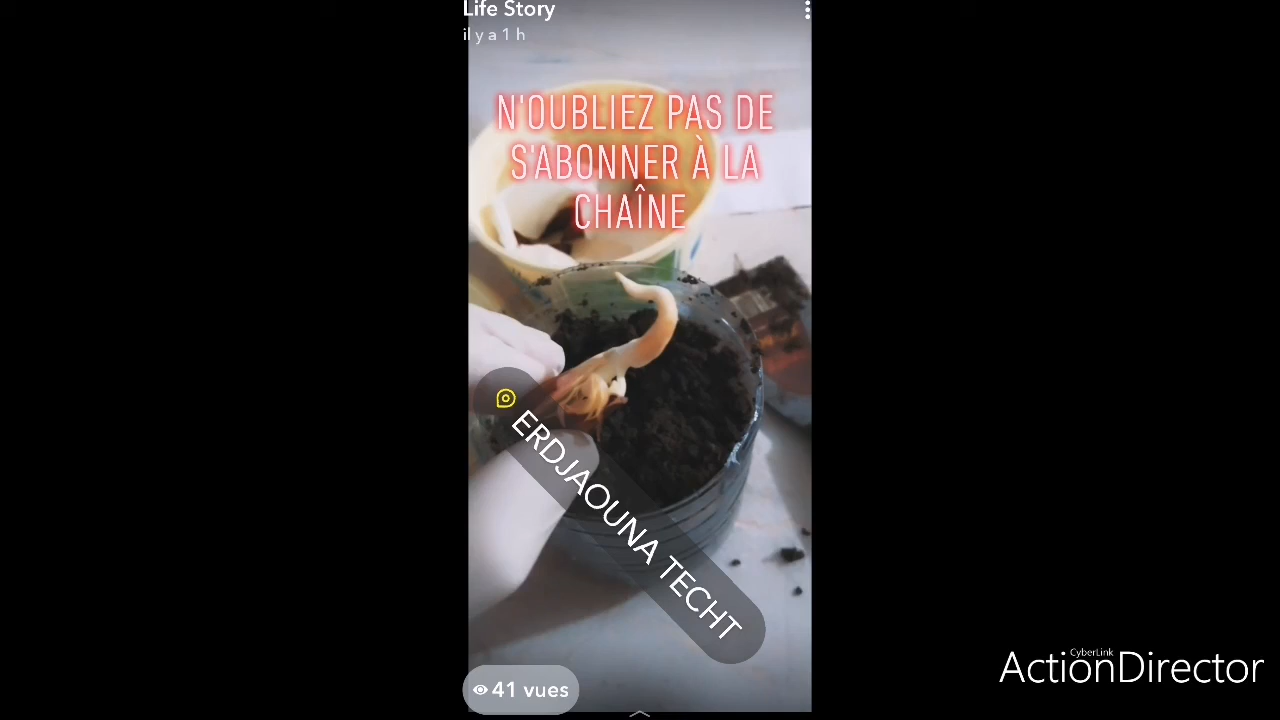 Life Story
il y a 1 h
N'OUBLIEZ PAS DE
S'ABONNER À LA
CHAÎNE
ERDJAOUNA TECHT
41 vues
CyberLink
ActionDirector